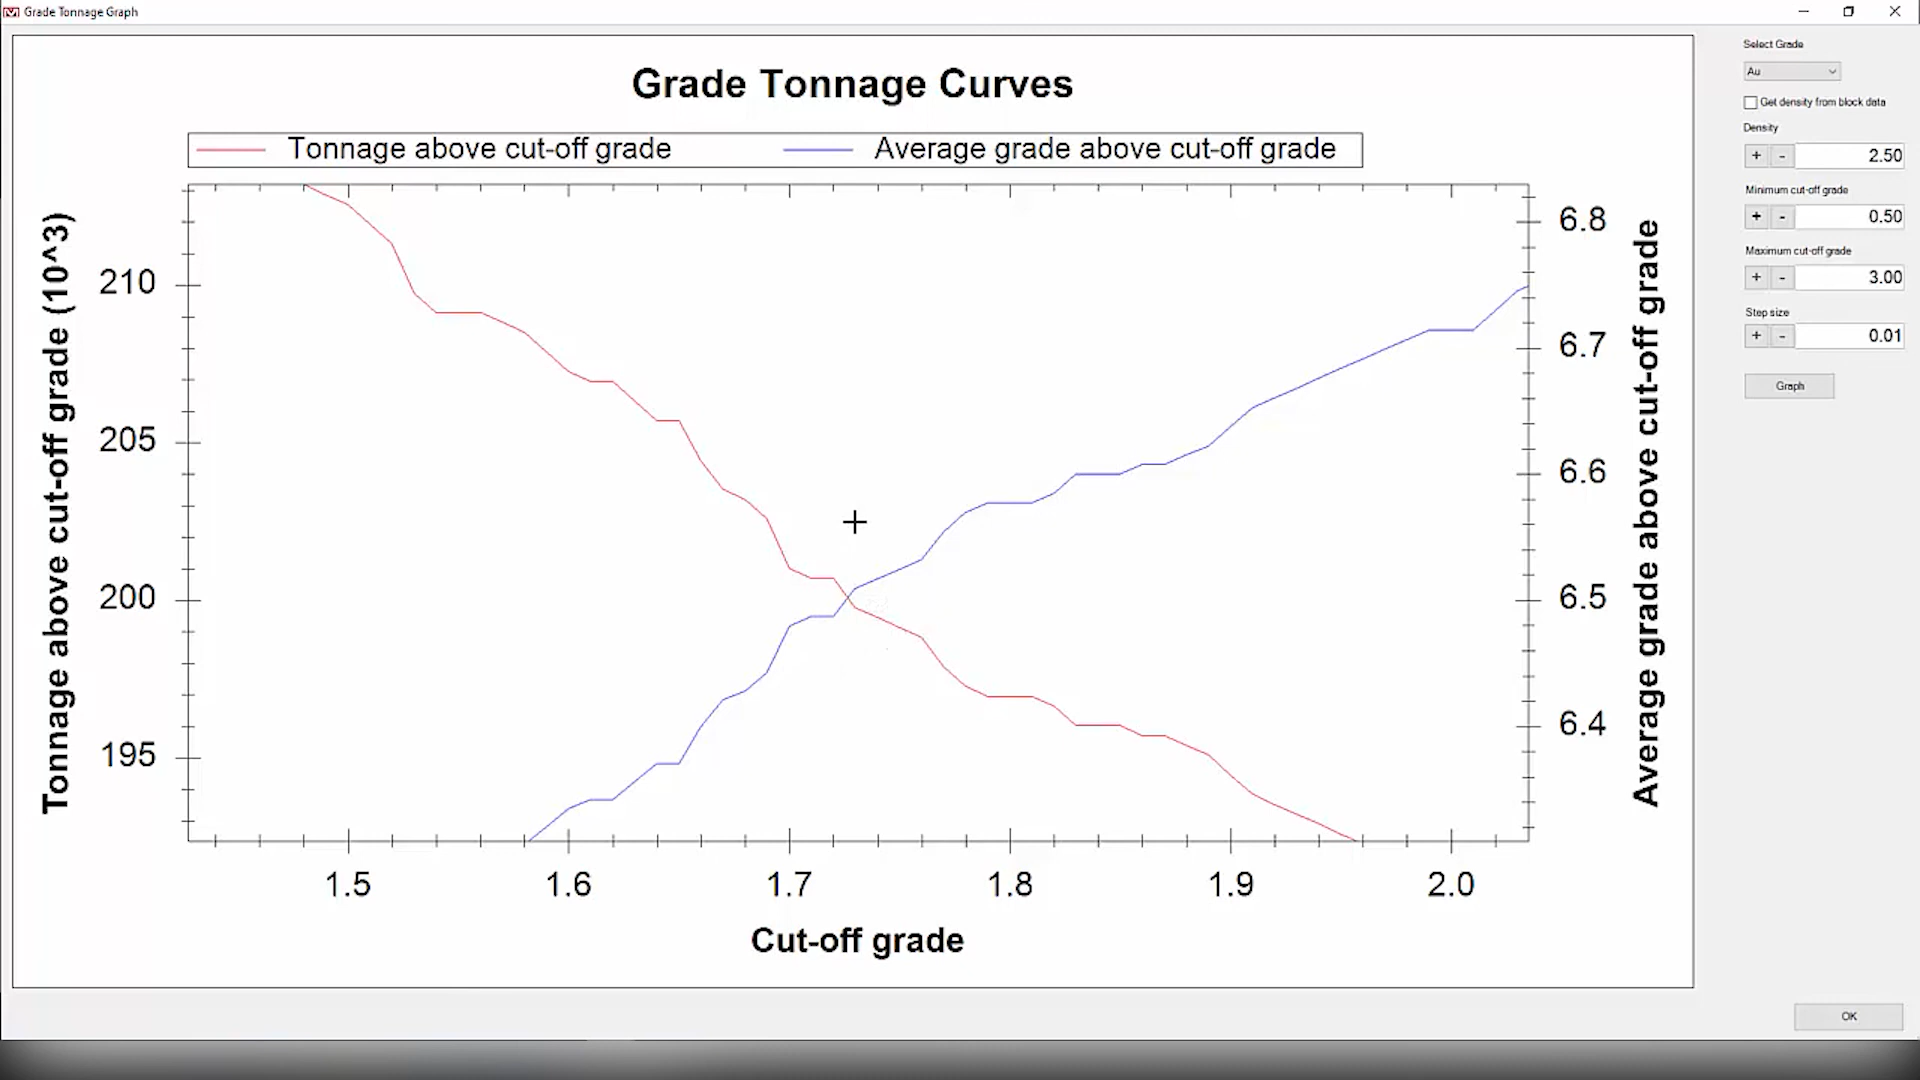 Grade Tonnage Graph
Grade Tonnage Curves
Tonnage above cut-off grade
Average grade above cut-off grade
Tonnage above cut-off grade (10^3)
210
205
200
195
6.8
6.7
6.6
6.5
6.4
Average grade above cut-off grade
1.5
1.6
1.7
1.8
1.9
2.0
Cut-off grade
Select Grade
Au
Get density from block data
Density
+ - 2.50
Minimum cut-off grade
+ - 0.50
Maximum cut-off grade
+ - 3.00
Step size
+ - 0.01
Graph
OK